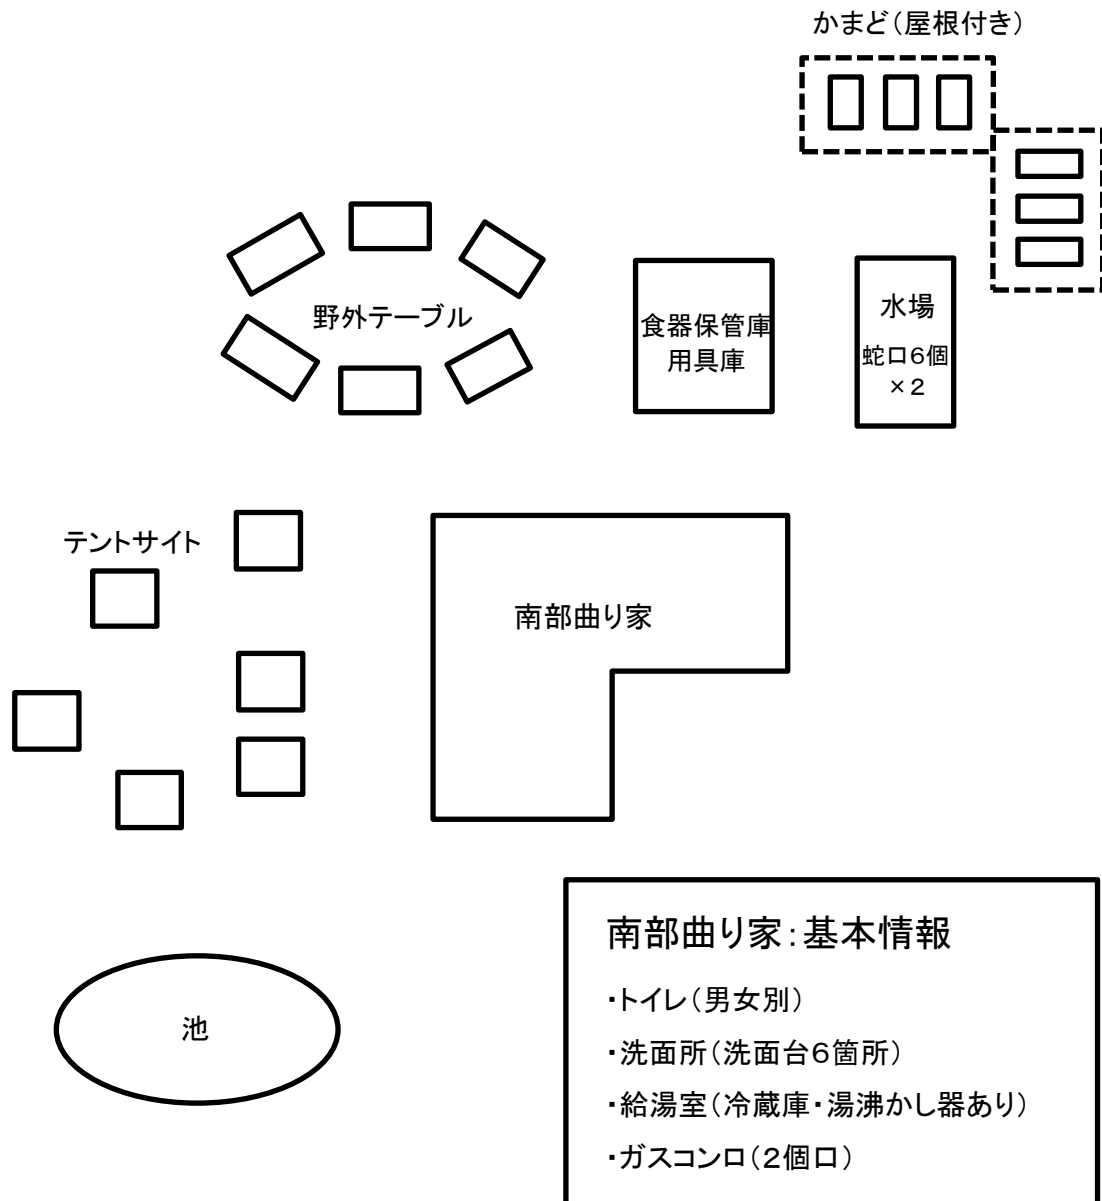 かまど（屋根付き）
野外テーブル
食器保管庫
用具庫
水場
蛇口６個
×２
テントサイト
南部曲り家
池
南部曲り家：基本情報
・トイレ（男女別）
・洗面所（洗面台６箇所）
・給湯室（冷蔵庫・湯沸かし器あり）
・ガスコンロ（２個口）